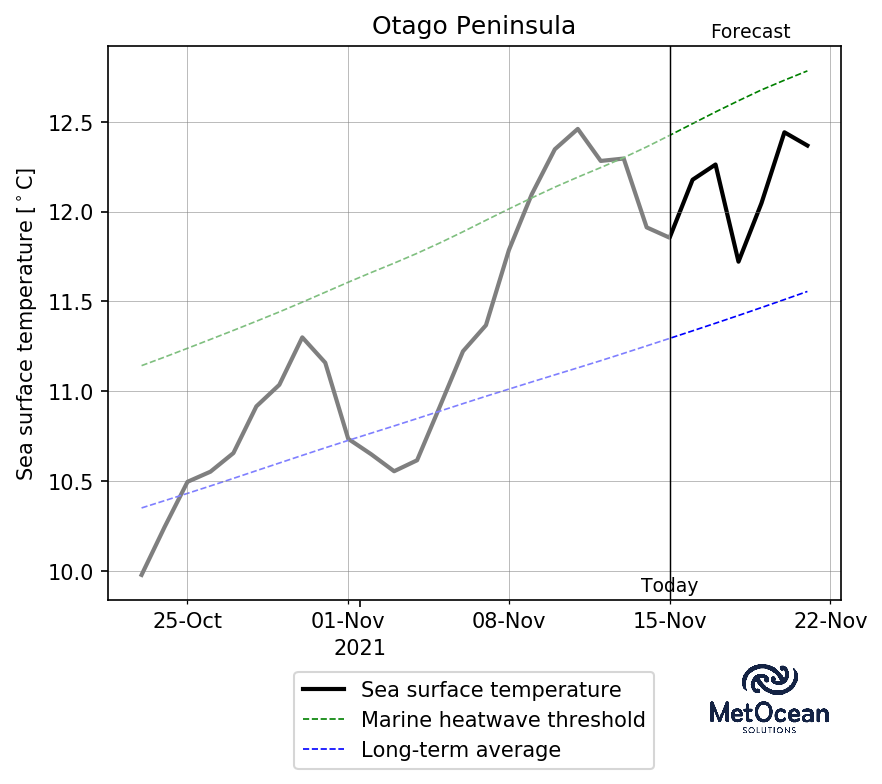 Otago Peninsula
Forecast
Sea surface temperature [°C]
12.5
12.0
11.5
11.0
10.5
10.0
Today
25-Oct 01-Nov 08-Nov 15-Nov 22-Nov
2021
Sea surface temperature
Marine heatwave threshold
Long-term average
MetOcean
SOLUTIONS